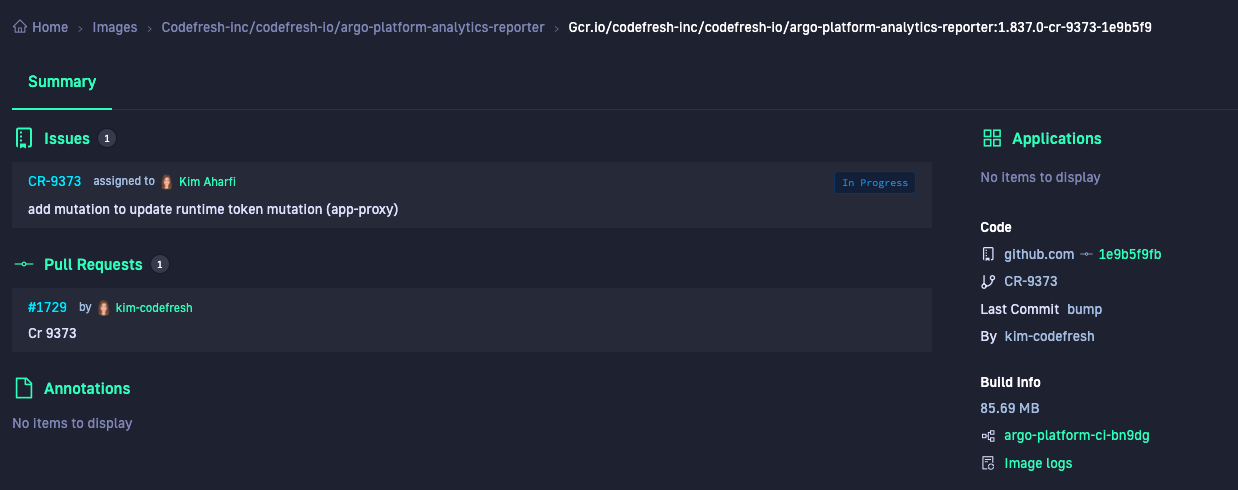 Home > Images > Codefresh-inc/codefresh-io/argo-platform-analytics-reporter > Gcr.io/codefresh-inc/codefresh-io/argo-platform-analytics-reporter:1.837.0-cr-9373-1e9b5f9
Summary
Issues 1
CR-9373 assigned to Kim Aharfi In Progress
add mutation to update runtime token mutation (app-proxy)
Pull Requests 1
#1729 by kim-codefresh
Cr 9373
Annotations
No items to display
Applications
No items to display
Code
github.com 1e9b5f9fb
CR-9373
Last Commit bump
By kim-codefresh
Build Info
85.69 MB
argo-platform-ci-bn9dg
Image logs